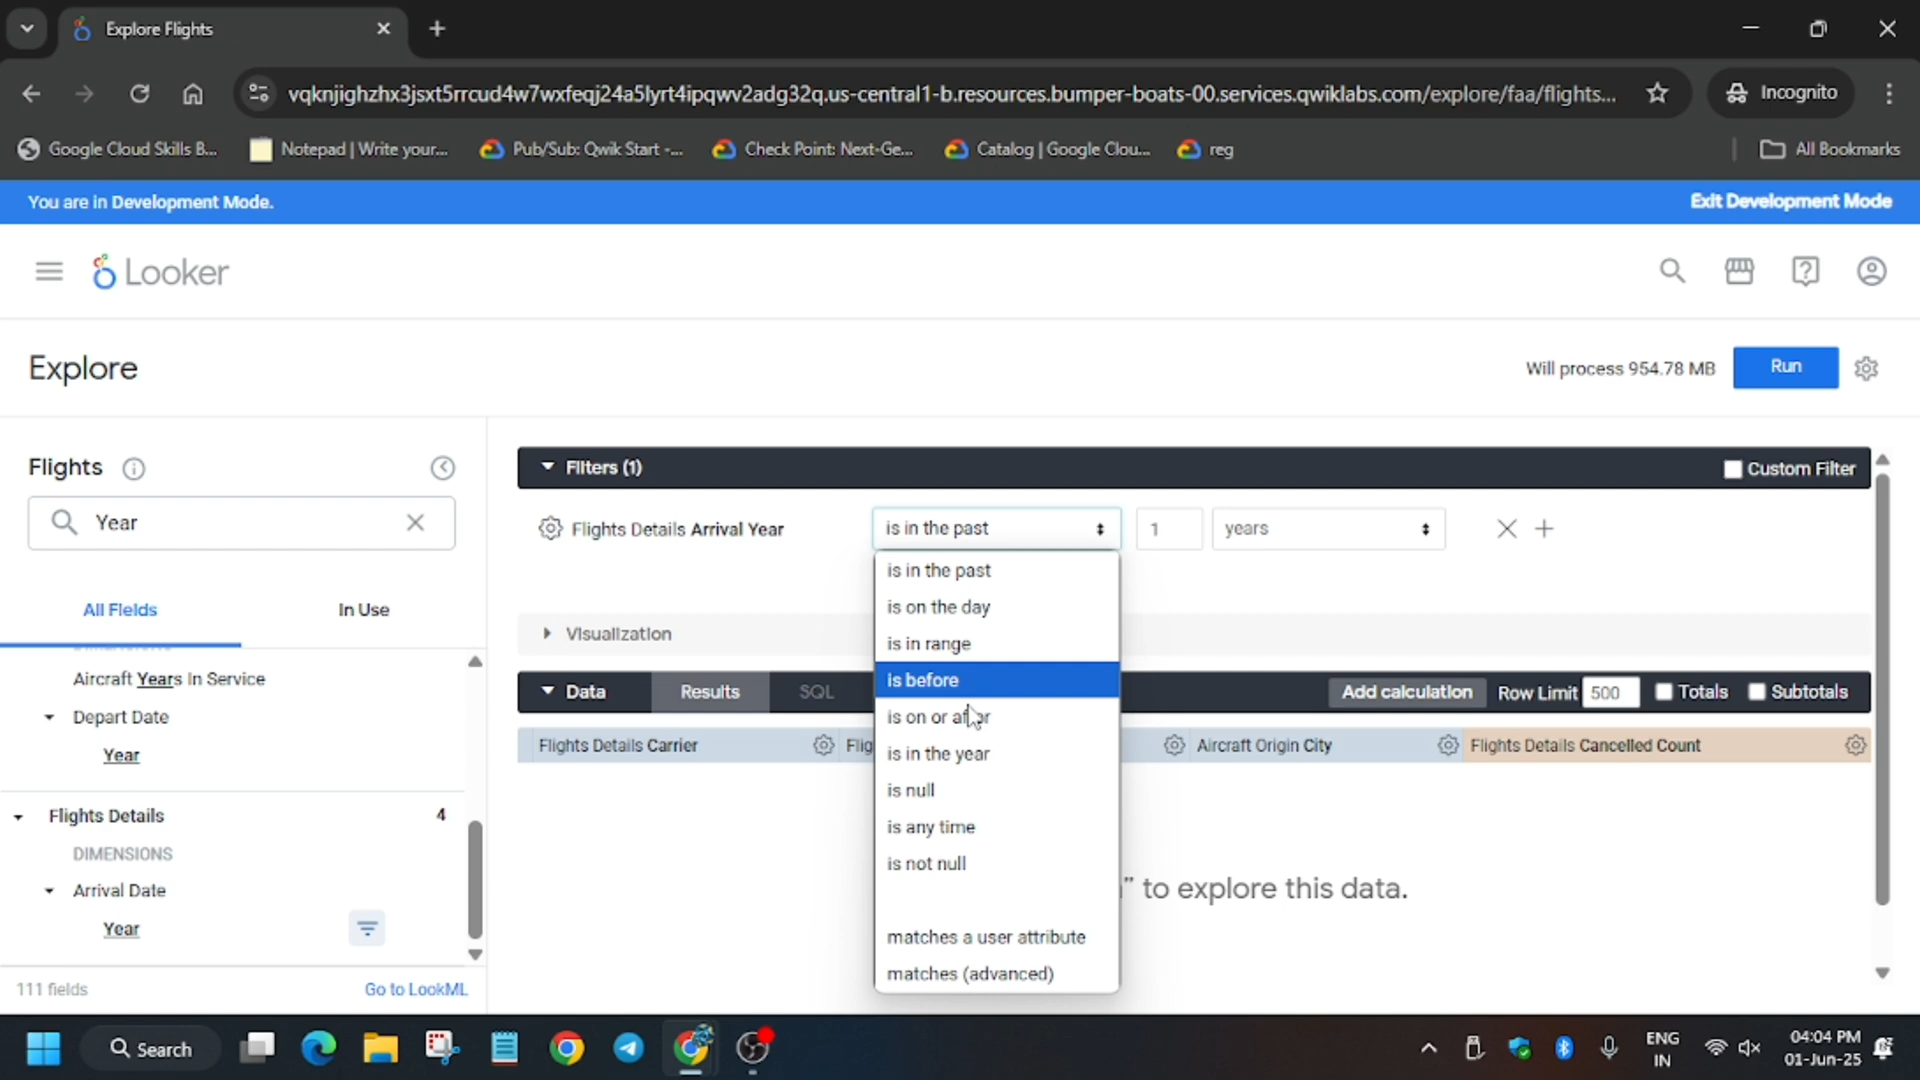 Explore Flights
vqknjighzhx3jsxt5rrcud4w7wxfeqj24a5lyrt4ipqwv2adg32q.us-central1-b.resources.bumper-boats-00.services.qwiklabs.com/explore/faa/flights...
Incognito
Google Cloud Skills B...
Notepad | Write your...
Pub/Sub: Qwik Start -...
Check Point: Next-Ge...
Catalog | Google Clou...
reg
All Bookmarks
You are in Development Mode.
Exit Development Mode
Looker
Explore
Will process 954.78 MB
Run
Flights
Year
All Fields
In Use
Aircraft Years In Service
Depart Date
Year
Flights Details
4
DIMENSIONS
Arrival Date
Year
111 fields
Go to LookML
Filters (1)
Custom Filter
Flights Details Arrival Year
is in the past
1
years
is in the past
is on the day
is in range
is before
is on or after
is in the year
is null
is any time
is not null
matches a user attribute
matches (advanced)
Visualization
Data
Results
SQL
Add calculation
Row Limit 500
Totals
Subtotals
Flights Details Carrier
Flig
Aircraft Origin City
Flights Details Cancelled Count
” to explore this data.
Search
ENG
IN
04:04 PM
01-Jun-25